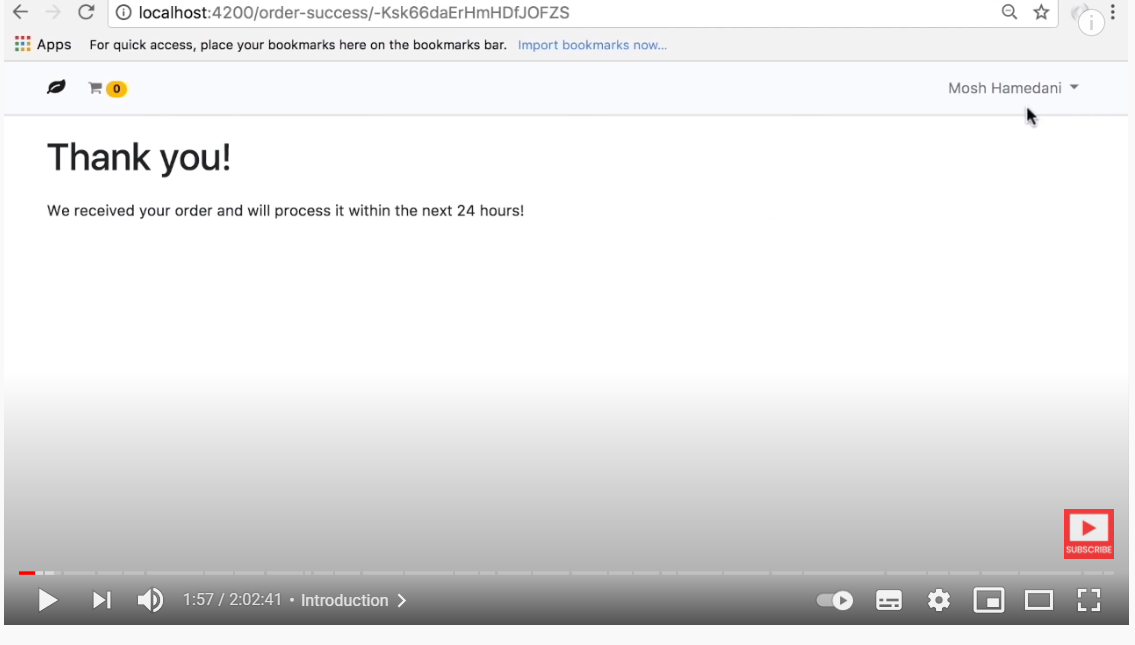 localhost:4200/order-success/-Ksk66daErHmHDfJOFZS
Apps For quick access, place your bookmarks here on the bookmarks bar. Import bookmarks now...
0 Mosh Hamedani
Thank you!
We received your order and will process it within the next 24 hours!
SUBSCRIBE
1:57 / 2:02:41 • Introduction